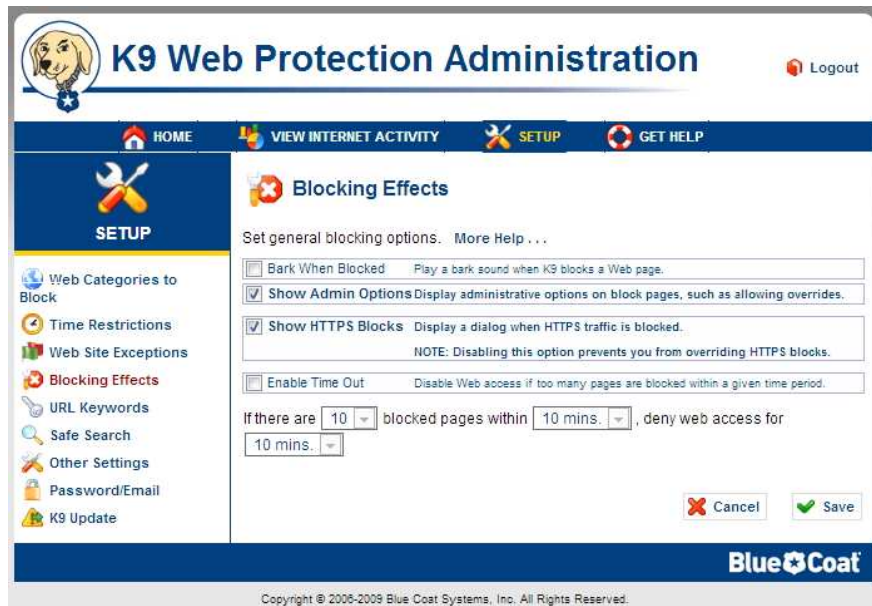 K9 Web Protection Administration
Logout
HOME
VIEW INTERNET ACTIVITY
SETUP
GET HELP
SETUP
Web Categories to
Block
Time Restrictions
Web Site Exceptions
Blocking Effects
URL Keywords
Safe Search
Other Settings
Password/Email
K9 Update
Blocking Effects
Set general blocking options. More Help . . .
Bark When Blocked Play a bark sound when K9 blocks a Web page.
Show Admin Options Display administrative options on block pages, such as allowing overrides.
Show HTTPS Blocks Display a dialog when HTTPS traffic is blocked.
NOTE: Disabling this option prevents you from overriding HTTPS blocks.
Enable Time Out Disable Web access if too many pages are blocked within a given time period.
If there are 10 blocked pages within 10 mins. , deny web access for
10 mins.
Cancel
Save
Blue Coat
Copyright © 2006-2009 Blue Coat Systems, Inc. All Rights Reserved.